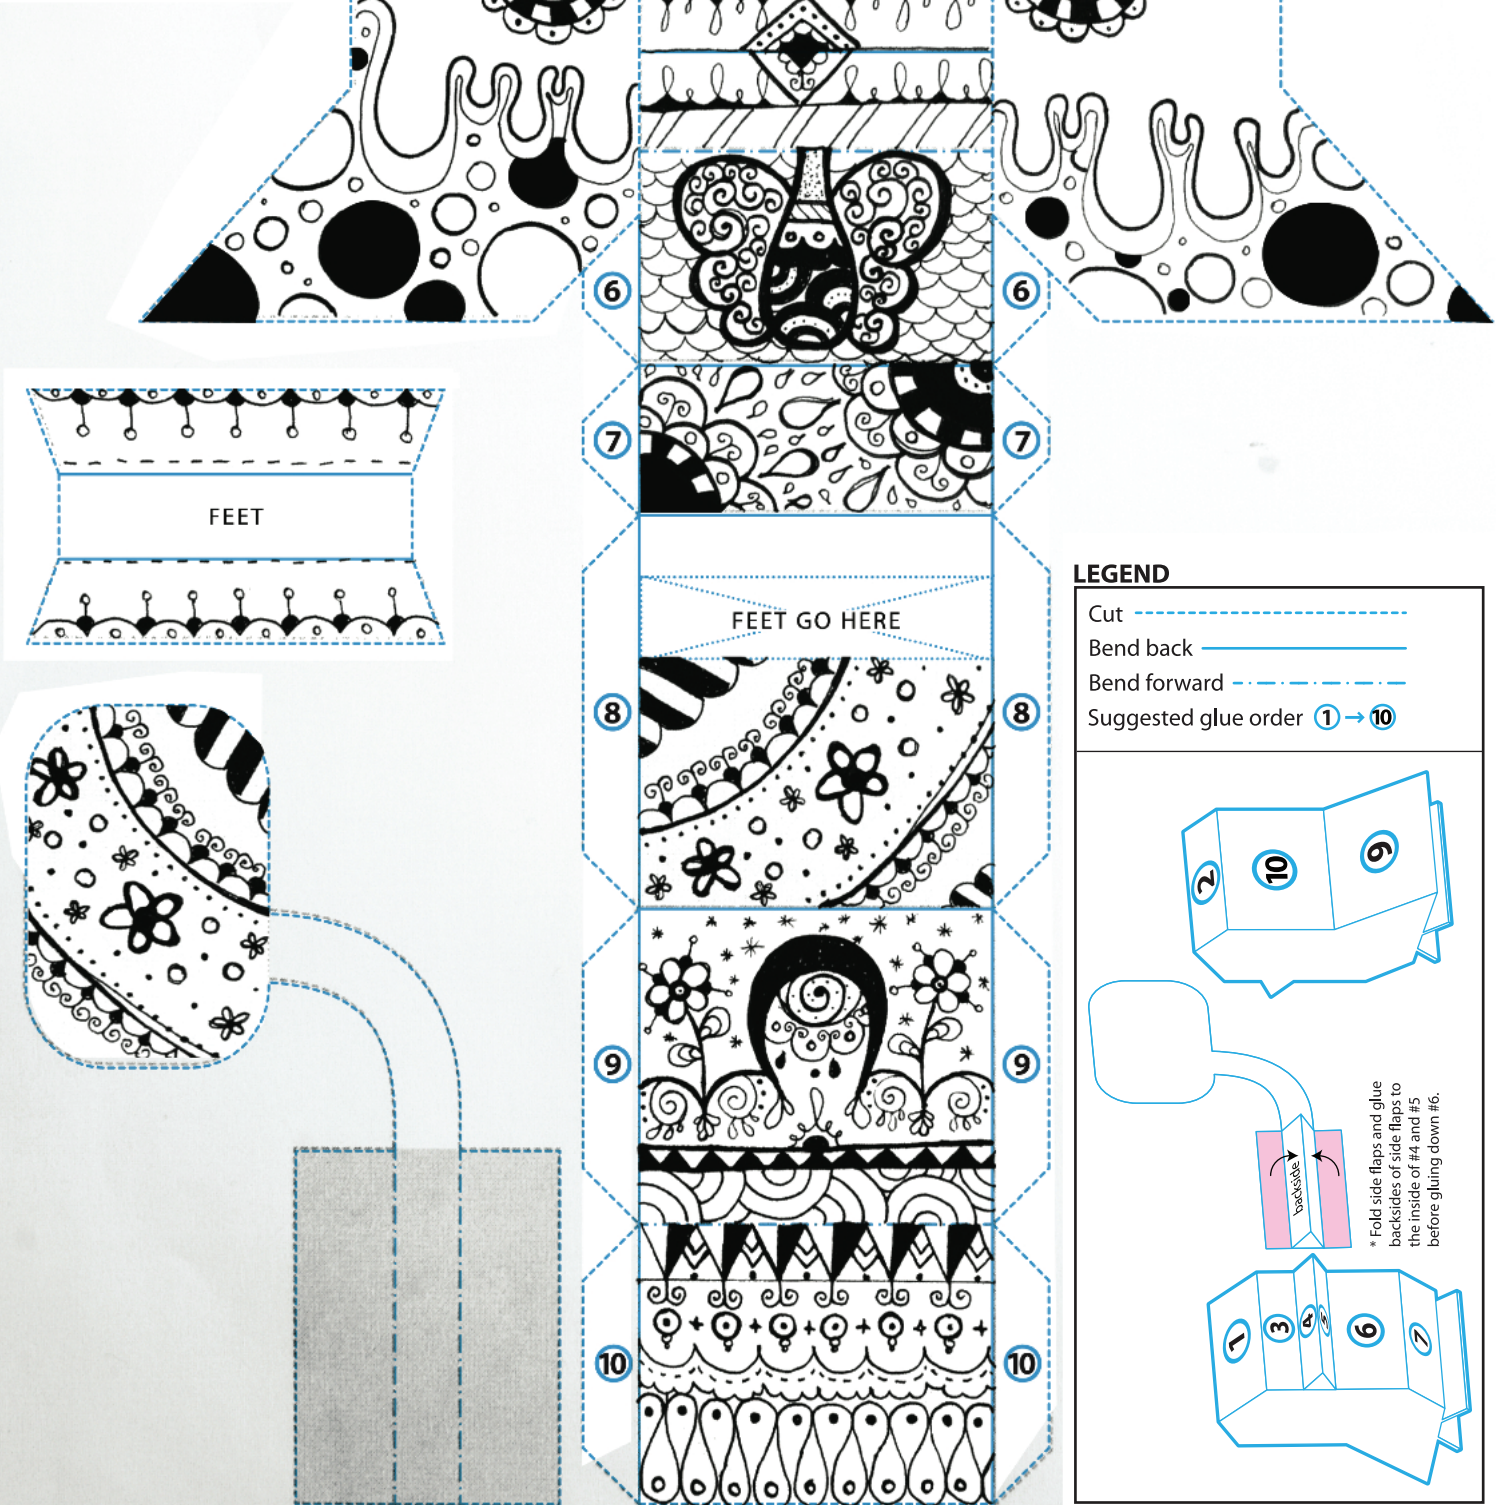 6
6
7
7
FEET
FEET GO HERE
8
8
9
9
10
10
LEGEND
Cut
Bend back
Bend forward
Suggested glue order 1 → 10
2
10
9
backside
* Fold side flaps and glue
backsides of side flaps to
the inside of #4 and #5
before gluing down #6.
1
3
4
5
6
7